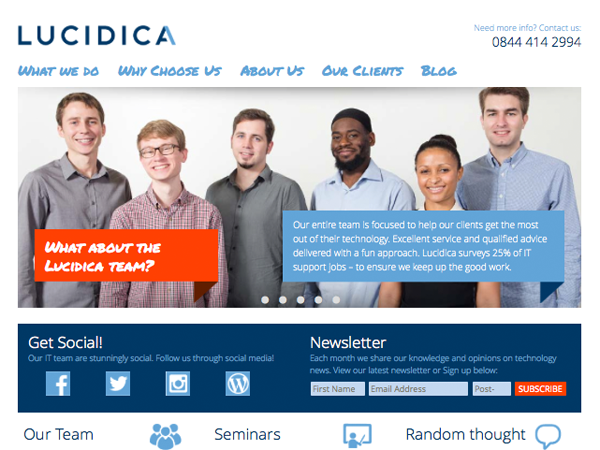 LUCIDICA
Need more info? Contact us:
0844 414 2994
What we do Why Choose Us About Us Our Clients Blog
What about the
Lucidica team?
Our entire team is focused to help our clients get the most
out of their technology. Excellent service and qualified advice
delivered with a fun approach. Lucidica surveys 25% of IT
support jobs – to ensure we keep up the good work.
Get Social!
Our IT team are stunningly social. Follow us through social media!
Newsletter
Each month we share our knowledge and opinions on technology
news. View our latest newsletter or Sign up below:
First Name Email Address Post- SUBSCRIBE
Our Team Seminars Random thought